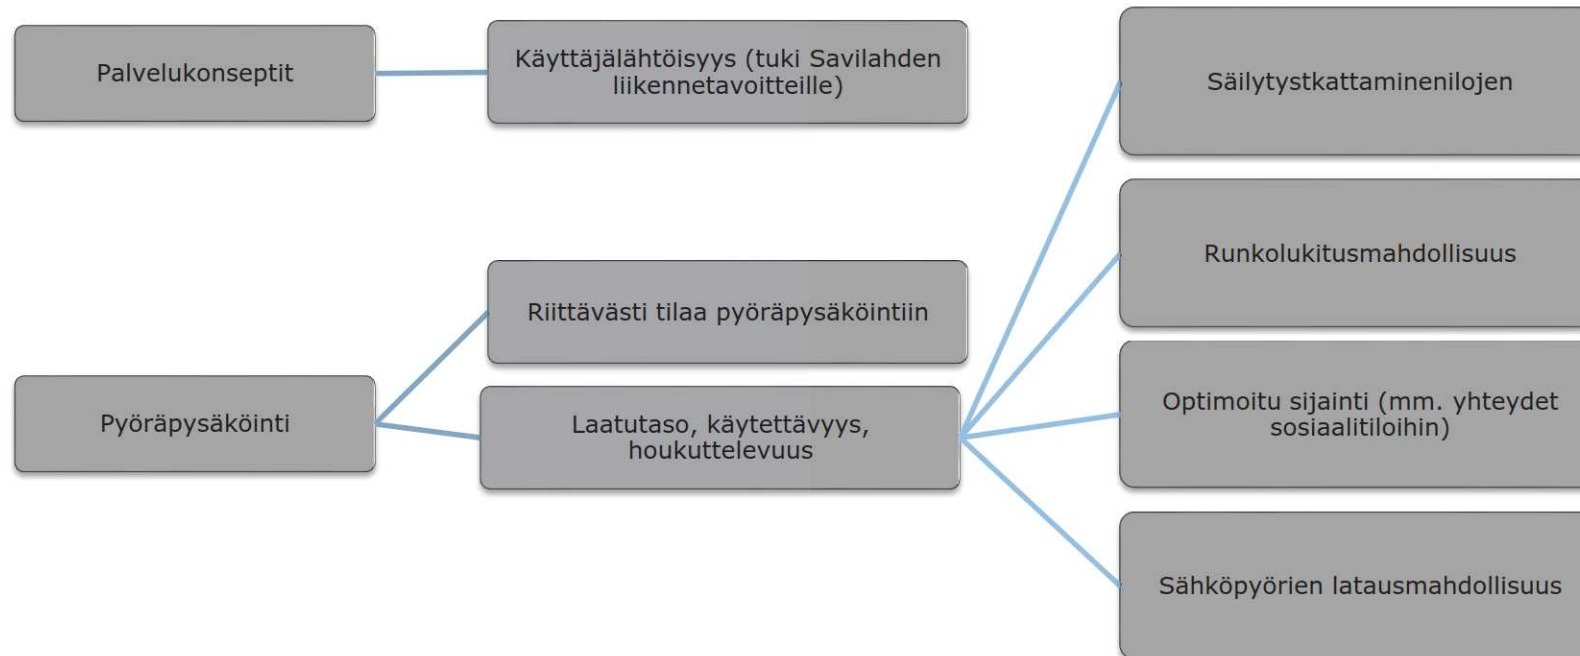 Palvelukonseptit
Käyttäjälähtöisyys (tuki Savilahden
liikennetavoitteille)
Pyöräpysäköinti
Riittävästi tilaa pyöräpysäköintiin
Laatutaso, käytettävyys,
houkuttelevuus
Säilytystkattaminenilojen
Runkolukitusmahdollisuus
Optimoitu sijainti (mm. yhteydet
sosiaalitiloihin)
Sähköpyörien latausmahdollisuus